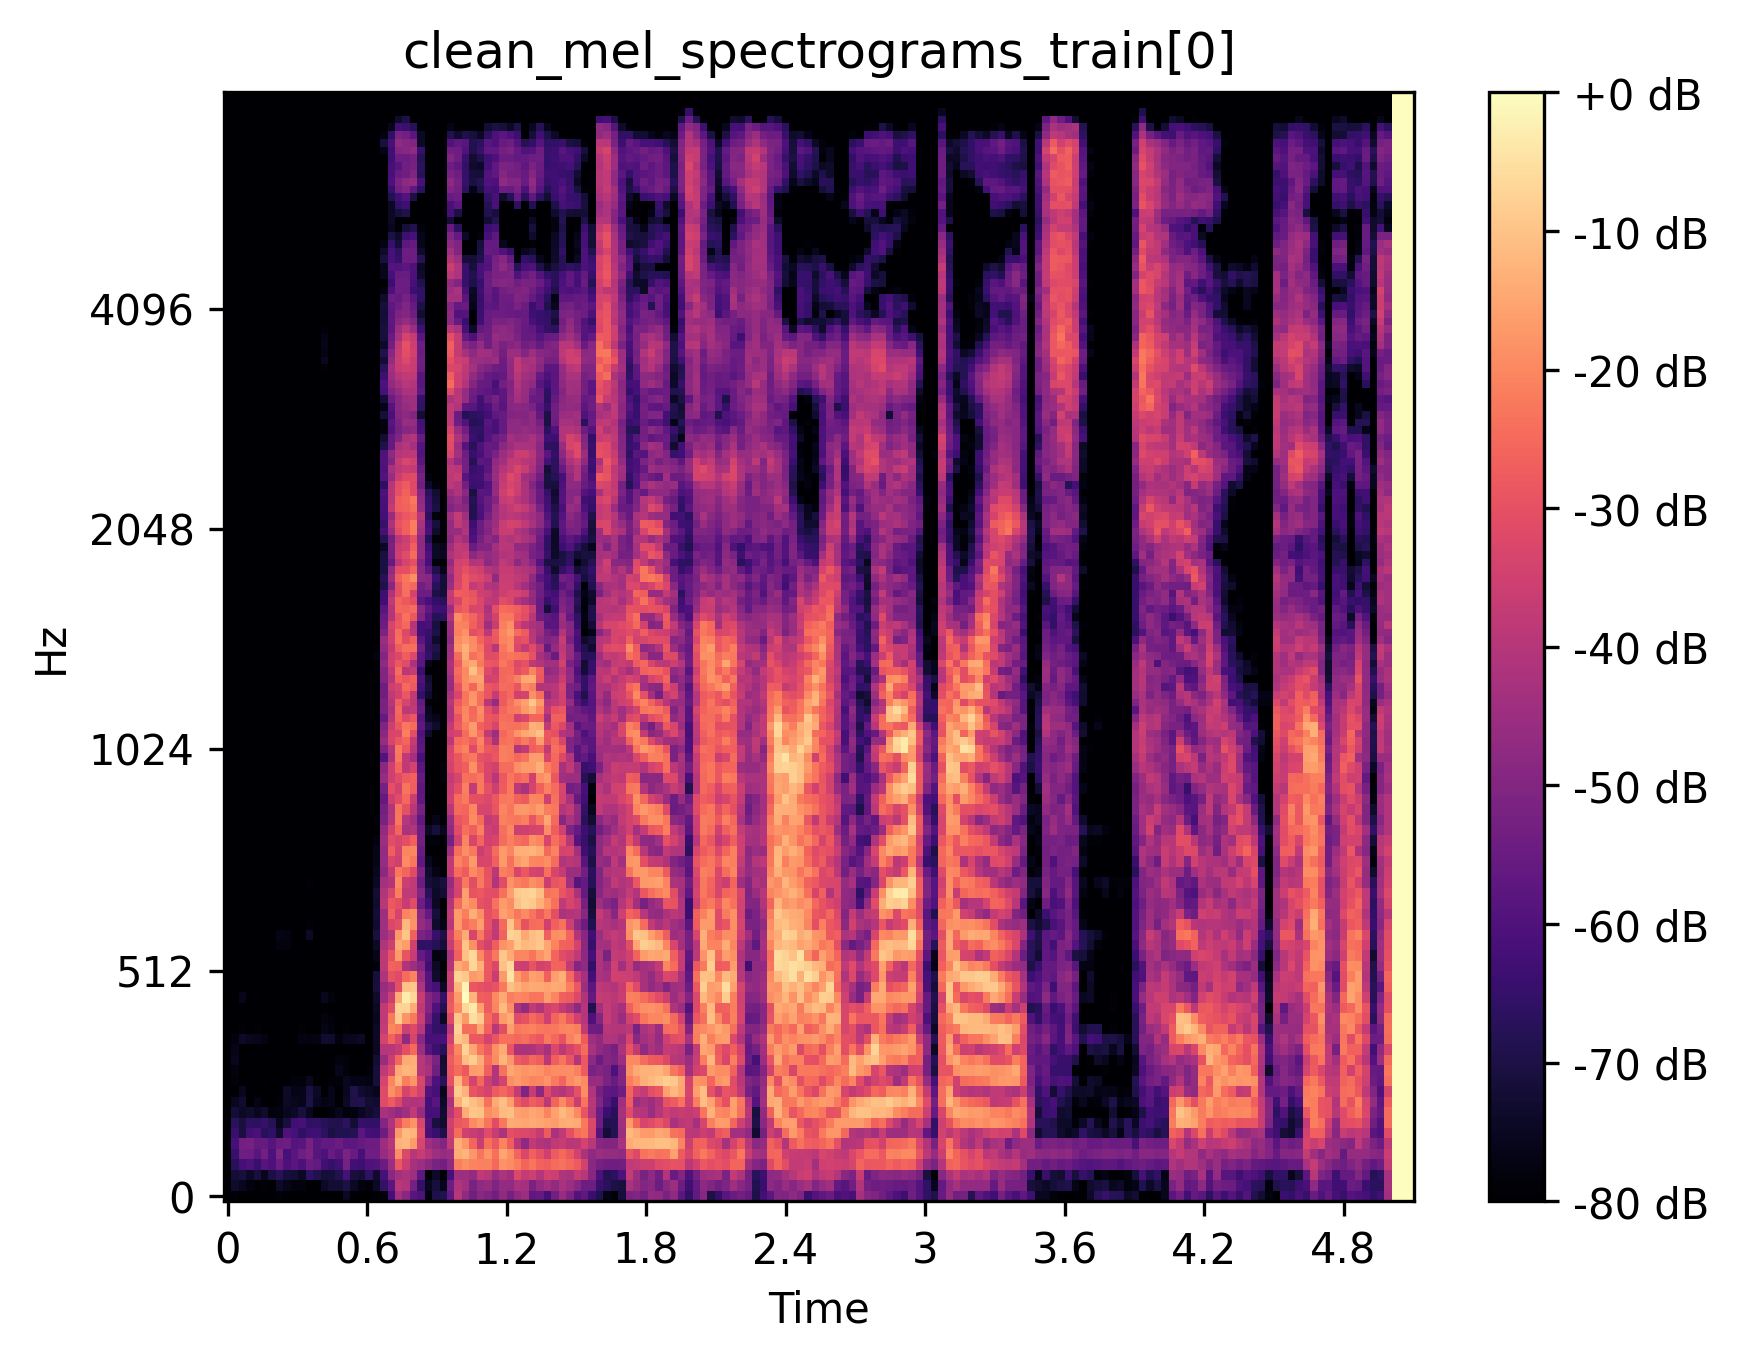 clean_mel_spectrograms_train[0]
+0 dB
-10 dB
-20 dB
-30 dB
-40 dB
-50 dB
-60 dB
-70 dB
-80 dB
Hz
4096
2048
1024
512
0
0 0.6 1.2 1.8 2.4 3 3.6 4.2 4.8
Time